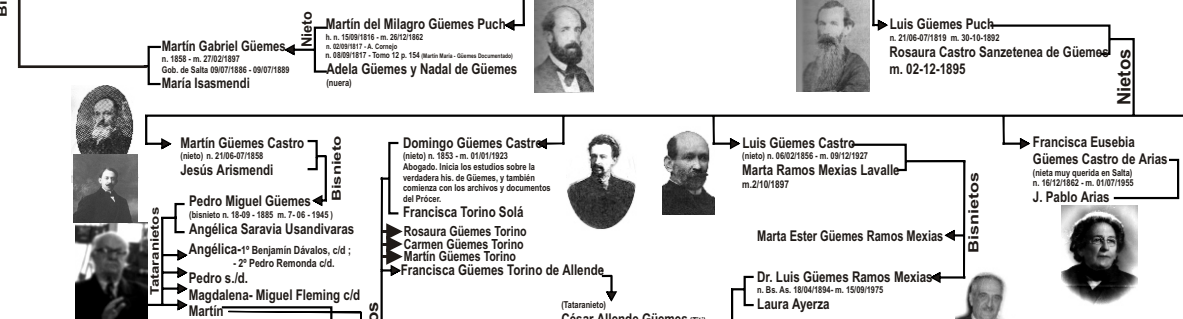 Bi
Martín del Milagro Güemes Puch
h. n. 15/09/1816 - m. 26/12/1862
n. 02/09/1817 - A. Cornejo
n. 08/09/1817 - Tomo 12 p. 154 (Martín María - Güemes Documentado)
Adela Güemes y Nadal de Güemes
(nuera)
Nieto
Martín Gabriel Güemes
n. 1858 - m. 27/02/1897
Gob. de Salta 09/07/1886 - 09/07/1889
María Isasmendi
Luis Güemes Puch
n. 21/06-07/1819 m. 30-10-1892
Rosaura Castro Sanzetenea de Güemes
m. 02-12-1895
Nietos
Martín Güemes Castro
(nieto) n. 21/06-07/1858
Jesús Arismendi
Bisnieto
Pedro Miguel Güemes
(bisnieto n. 18-09 - 1885 m. 7- 06 - 1945 )
Angélica Saravia Usandivaras
Tataranietos
Angélica-1º Benjamín Dávalos, c/d ;
- 2º Pedro Remonda c/d.
Pedro s./d.
Magdalena- Miguel Fleming c/d
Martín
Domingo Güemes Castro
(nieto) n. 1853 - m. 01/01/1923
Abogado. Inicia los estudios sobre la
verdadera his. de Güemes, y también
comienza con los archivos y documentos
del Prócer.
Francisca Torino Solá
Rosaura Güemes Torino
Carmen Güemes Torino
Martín Güemes Torino
Francisca Güemes Torino de Allende
os
(Tataranieto)
César Allende Güemes
Luis Güemes Castro
(nieto) n. 06/02/1856 - m. 09/12/1927
Marta Ramos Mexias Lavalle
m.2/10/1897
Bisnietos
Marta Ester Güemes Ramos Mexias
Dr. Luis Güemes Ramos Mexias
n. Bs. As. 18/04/1894- m. 15/09/1975
Laura Ayerza
Francisca Eusebia
Güemes Castro de Arias
(nieta muy querida en Salta)
n. 16/12/1862 - m. 01/07/1955
J. Pablo Arias